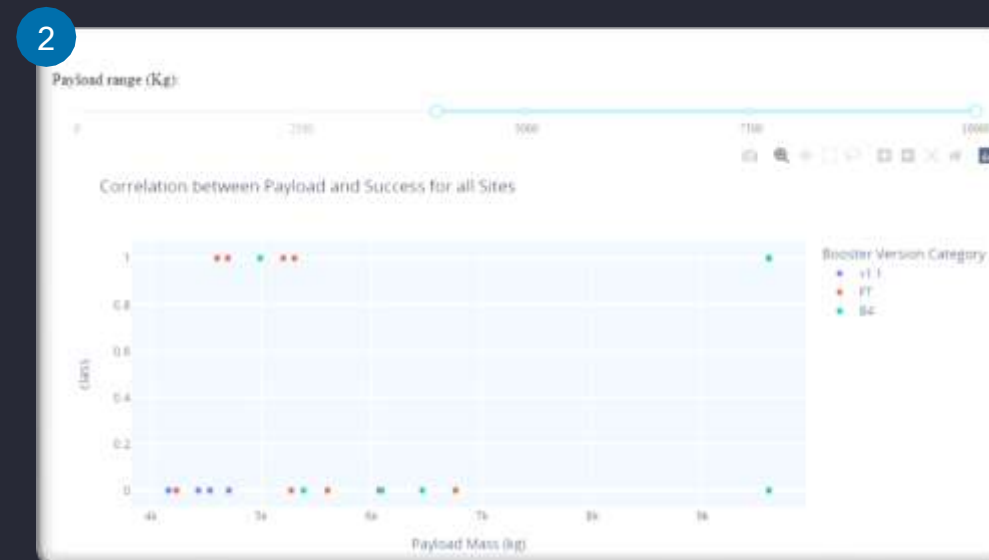 2
Payload range (Kg):
0 2500 5000 7500 10000
Correlation between Payload and Success for all Sites
1
0.8
0.6
0.4
0.2
0
class
4k 5k 6k 7k 8k 9k
Payload Mass (kg)
Booster Version Category
v1.1
FT
B4